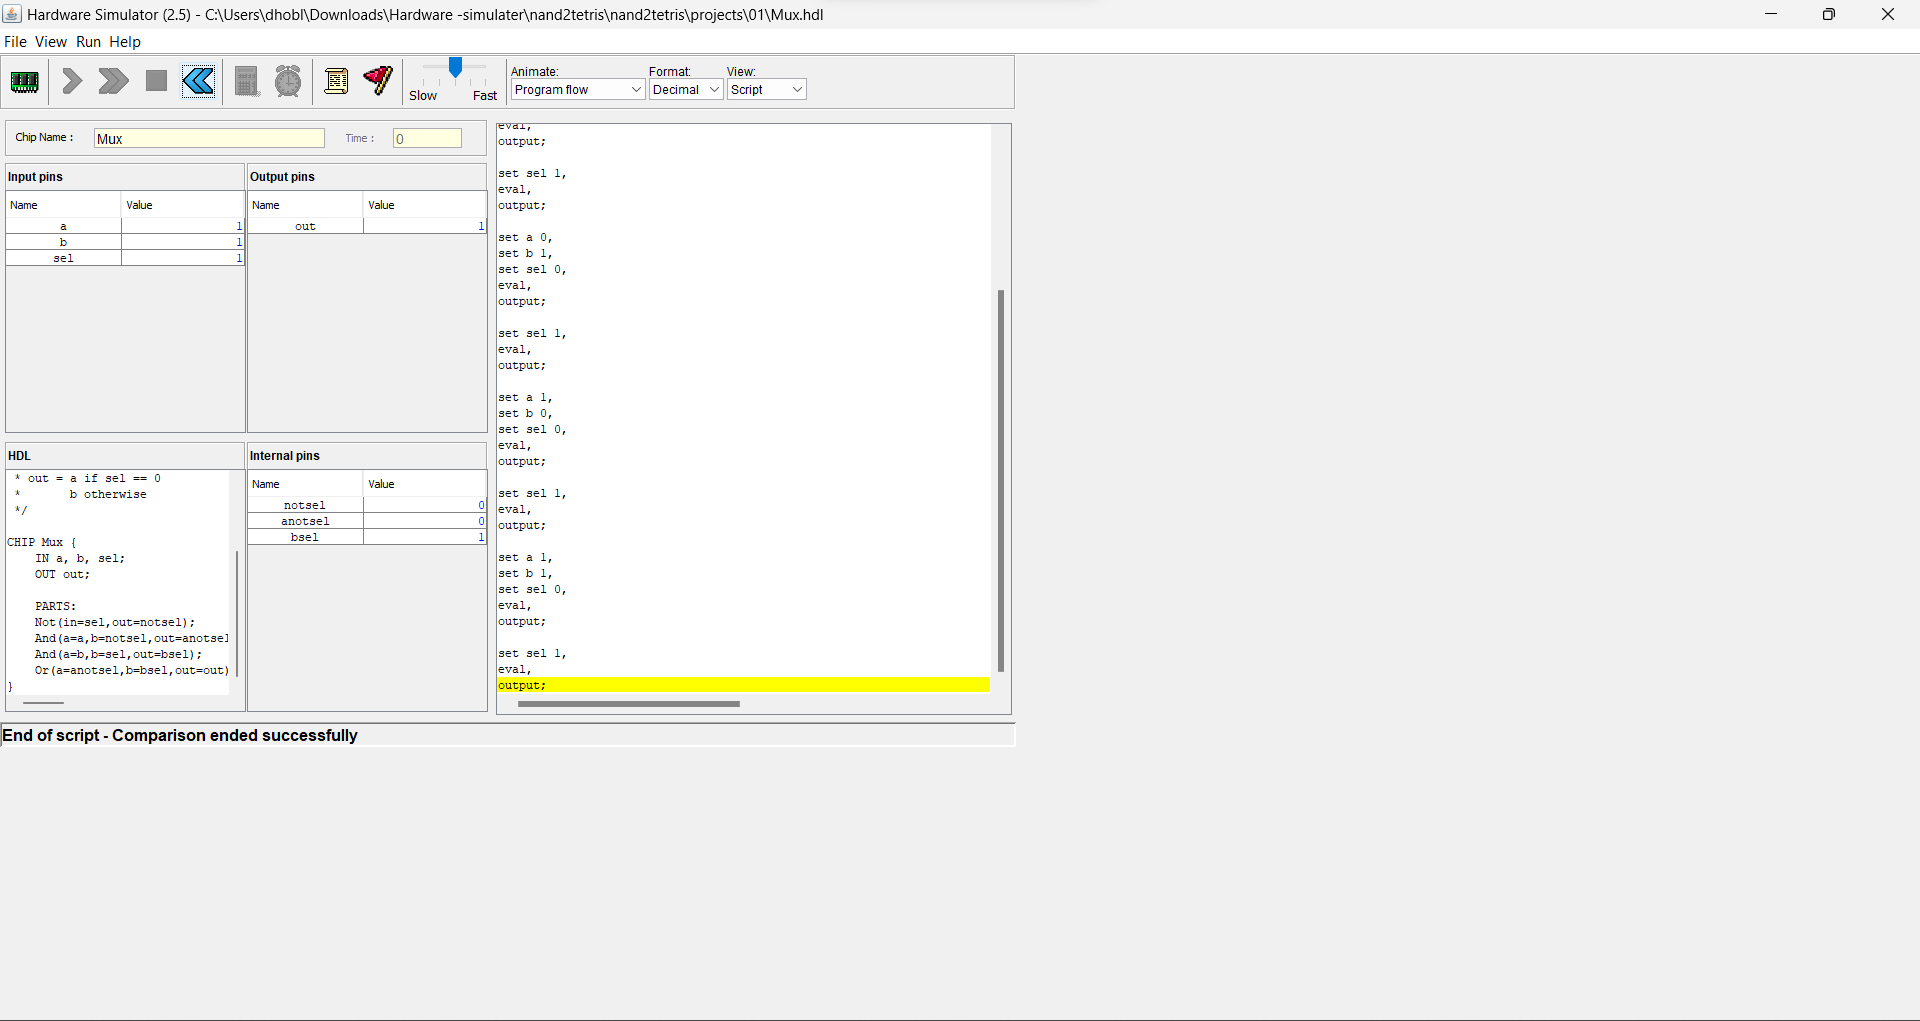 Hardware Simulator (2.5) - C:\Users\dhobl\Downloads\Hardware -simulater\nand2tetris\nand2tetris\projects\01\Mux.hdl
File View Run Help
Slow Fast
Animate: Format: View:
Program flow Decimal Script
Chip Name : Mux Time : 0
Input pins
Name Value
a 1
b 1
sel 1
Output pins
Name Value
out 1
HDL
* out = a if sel == 0
* b otherwise
*/
CHIP Mux {
IN a, b, sel;
OUT out;
PARTS:
Not(in=sel,out=notsel);
And(a=a,b=notsel,out=anotsel
And(a=b,b=sel,out=bsel);
Or(a=anotsel,b=bsel,out=out)
}
Internal pins
Name Value
notsel 0
anotsel 0
bsel 1
eval,
output;
set sel 1,
eval,
output;
set a 0,
set b 1,
set sel 0,
eval,
output;
set sel 1,
eval,
output;
set a 1,
set b 0,
set sel 0,
eval,
output;
set sel 1,
eval,
output;
set a 1,
set b 1,
set sel 0,
eval,
output;
set sel 1,
eval,
output;
End of script - Comparison ended successfully